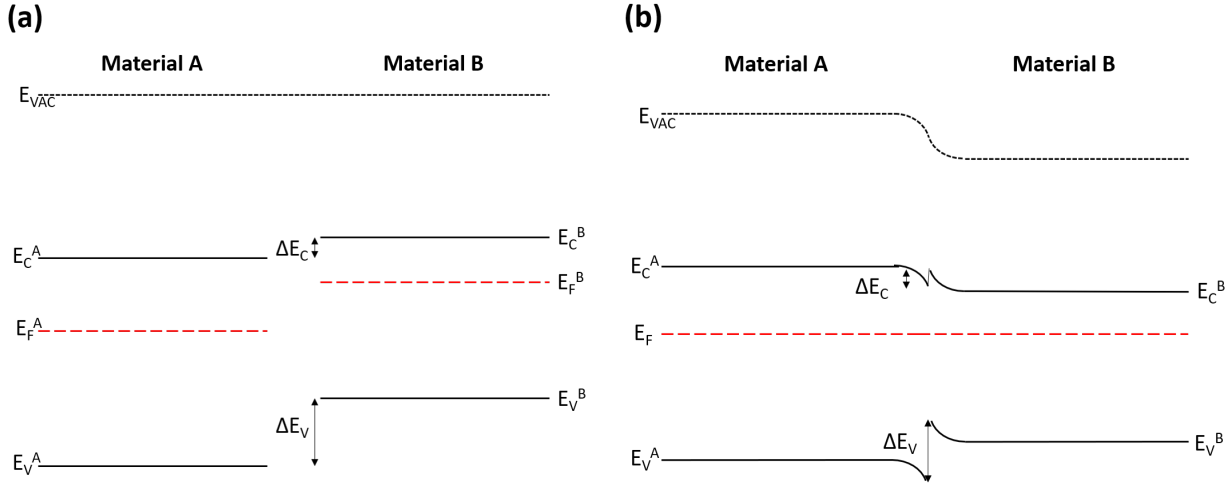 (a)
Material A
Material B
E_VAC
E_C^A
ΔE_C
E_C^B
E_F^B
E_F^A
E_V^B
ΔE_V
E_V^A
(b)
Material A
Material B
E_VAC
E_C^A
ΔE_C
E_C^B
E_F
ΔE_V
E_V^B
E_V^A